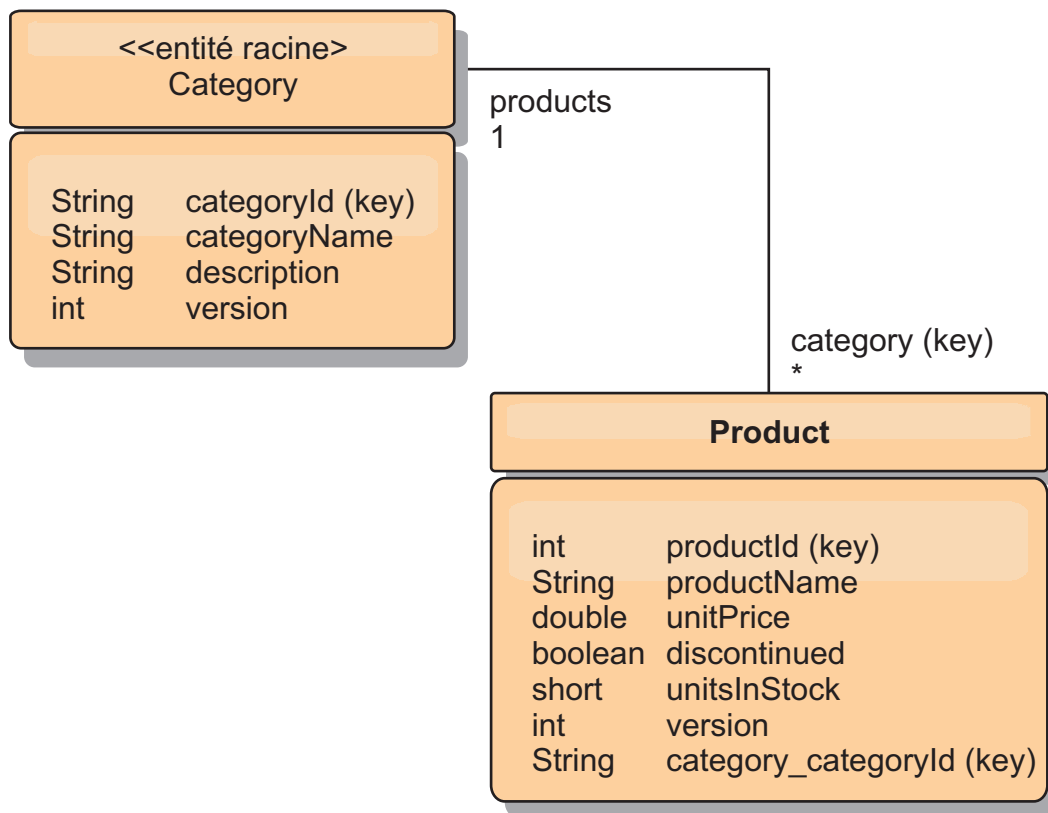 <<entité racine>
Category
products
1
String categoryId (key)
String categoryName
String description
int version
category (key)
*
Product
int productId (key)
String productName
double unitPrice
boolean discontinued
short unitsInStock
int version
String category_categoryId (key)